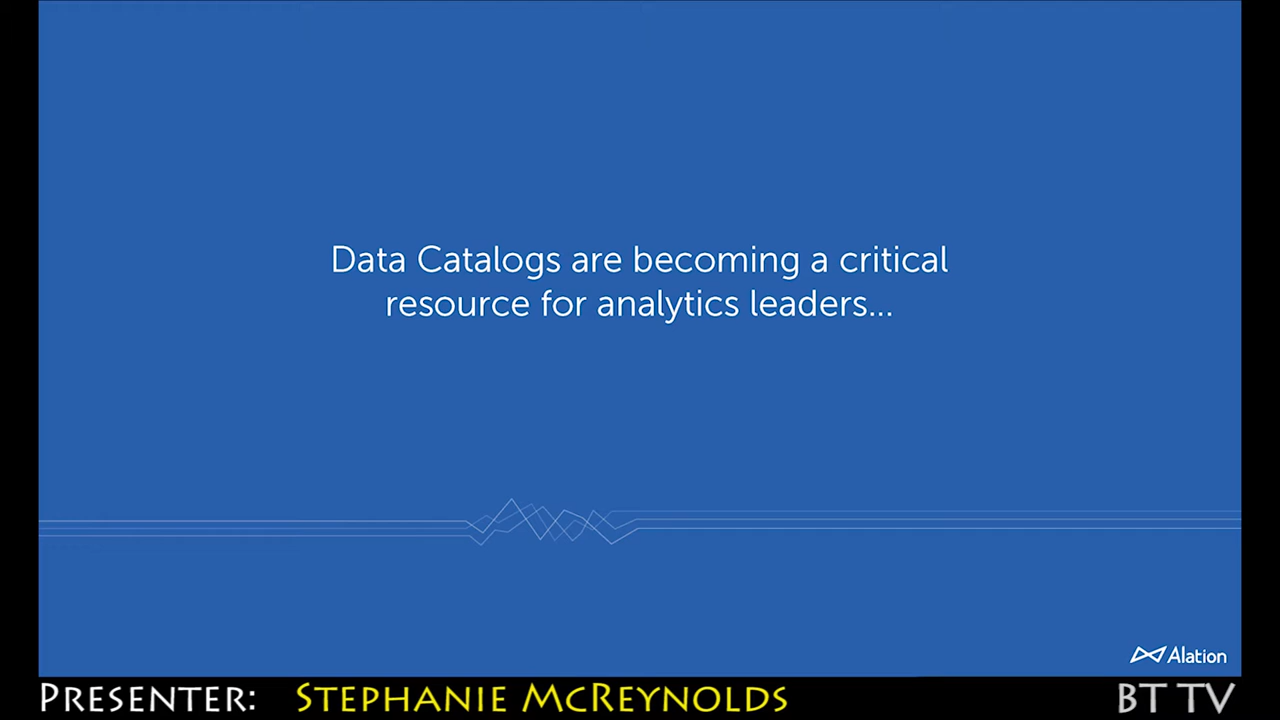 Data Catalogs are becoming a critical
resource for analytics leaders...
Alation
PRESENTER: STEPHANIE MCREYNOLDS
BT TV